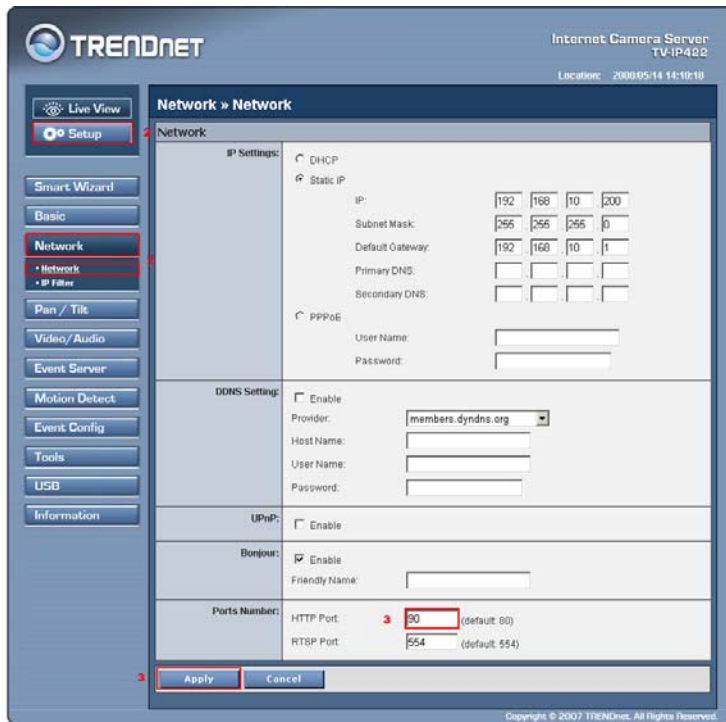 TRENDNET
Internet Camera Server
TV-IP422
Location: 2000/05/14 14:10:10
Live View
2 Setup
Smart Wizard
Basic
Network
2
• Network
• IP Filter
Pan / Tilt
Video/Audio
Event Server
Motion Detect
Event Config
Tools
USB
Information
Network » Network
Network
IP Settings:
DHCP
Static IP
IP: 192 . 168 . 10 . 200
Subnet Mask: 255 . 255 . 255 . 0
Default Gateway: 192 . 168 . 10 . 1
Primary DNS: . . .
Secondary DNS: . . .
PPPoE
User Name:
Password:
DDNS Setting:
Enable
Provider: members.dyndns.org
Host Name:
User Name:
Password:
UPnP:
Enable
Bonjour:
Enable
Friendly Name:
Ports Number:
HTTP Port: 3 90 (default: 80)
RTSP Port: 554 (default: 554)
3 Apply Cancel
Copyright © 2007 TRENDnet. All Rights Reserved.